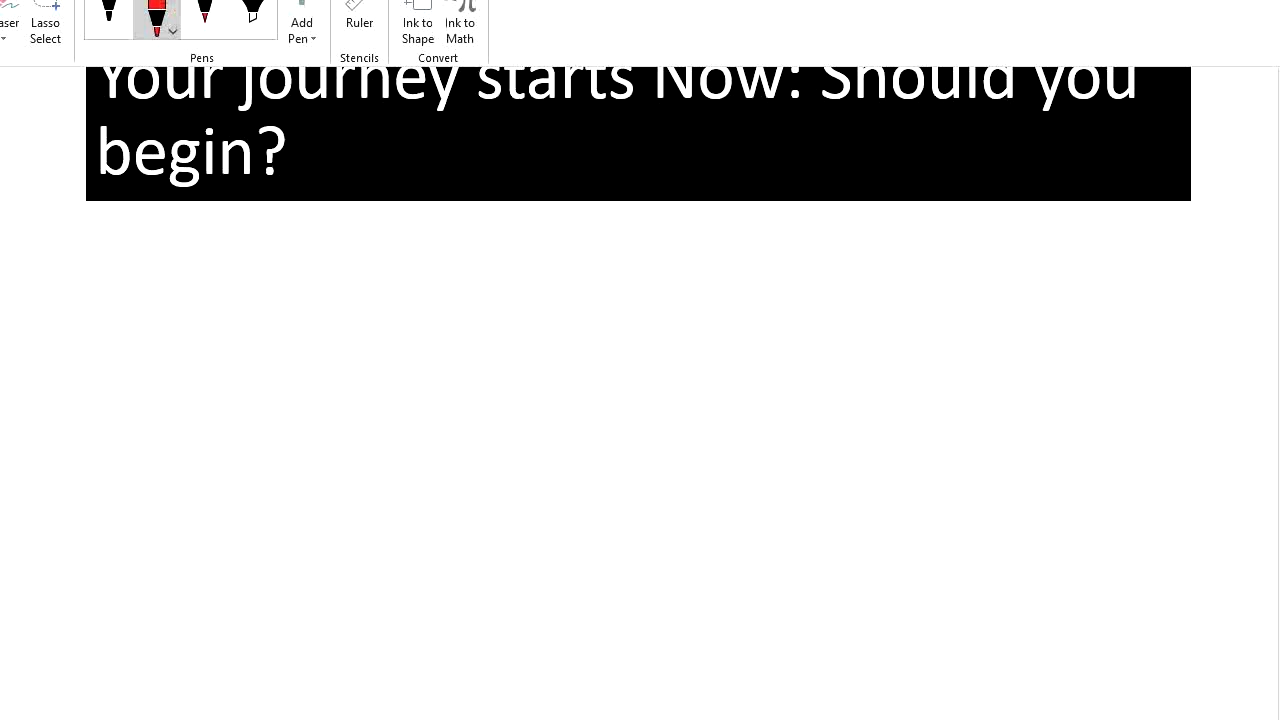 aser
Lasso
Select
Add
Pen
Ruler
Ink to
Shape
Ink to
Math
Pens
Stencils
Convert
Your Journey starts Now: Should you
begin?